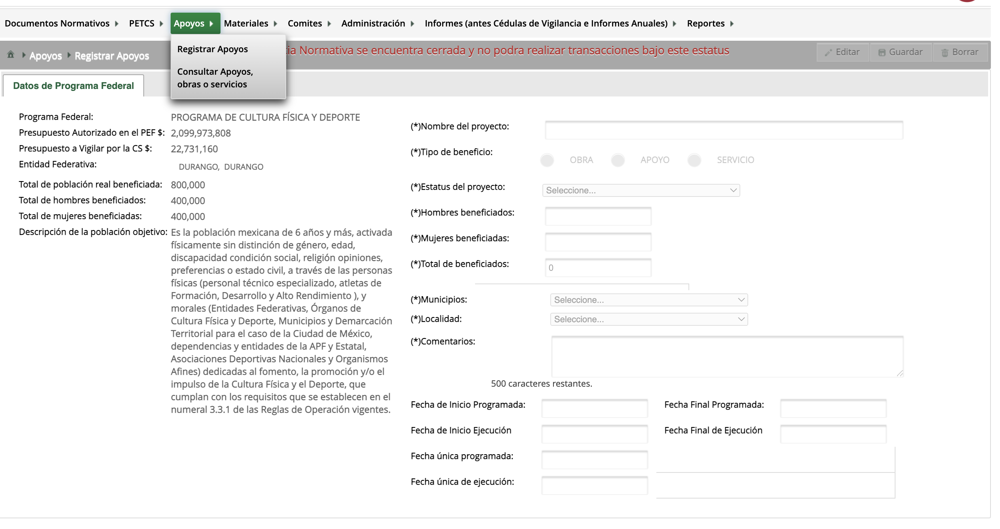 Documentos Normativos PETCS Apoyos Materiales Comites Administración Informes (antes Cédulas de Vigilancia e Informes Anuales) Reportes
Registrar Apoyos
Consultar Apoyos,
obras o servicios
Apoyos Registrar Apoyos
Normativa se encuentra cerrada y no podra realizar transacciones bajo este estatus
Editar Guardar Borrar
Datos de Programa Federal
Programa Federal: PROGRAMA DE CULTURA FÍSICA Y DEPORTE
Presupuesto Autorizado en el PEF $: 2,099,973,808
Presupuesto a Vigilar por la CS $: 22,731,160
Entidad Federativa: DURANGO, DURANGO
Total de población real beneficiada: 800,000
Total de hombres beneficiados: 400,000
Total de mujeres beneficiadas: 400,000
Descripción de la población objetivo: Es la población mexicana de 6 años y más, activada
físicamente sin distinción de género, edad,
discapacidad condición social, religión opiniones,
preferencias o estado civil, a través de las personas
físicas (personal técnico especializado, atletas de
Formación, Desarrollo y Alto Rendimiento ), y
morales (Entidades Federativas, Órganos de
Cultura Física y Deporte, Municipios y Demarcación
Territorial para el caso de la Ciudad de México,
dependencias y entidades de la APF y Estatal,
Asociaciones Deportivas Nacionales y Organismos
Afines) dedicadas al fomento, la promoción y/o el
impulso de la Cultura Física y el Deporte, que
cumplan con los requisitos que se establecen en el
numeral 3.3.1 de las Reglas de Operación vigentes.
(*)Nombre del proyecto:
(*)Tipo de beneficio: OBRA APOYO SERVICIO
(*)Estatus del proyecto: Seleccione...
(*)Hombres beneficiados:
(*)Mujeres beneficiadas:
(*)Total de beneficiados: 0
(*)Municipios: Seleccione...
(*)Localidad: Seleccione...
(*)Comentarios:
500 caracteres restantes.
Fecha de Inicio Programada: Fecha Final Programada:
Fecha de Inicio Ejecución Fecha Final de Ejecución
Fecha única programada:
Fecha única de ejecución: